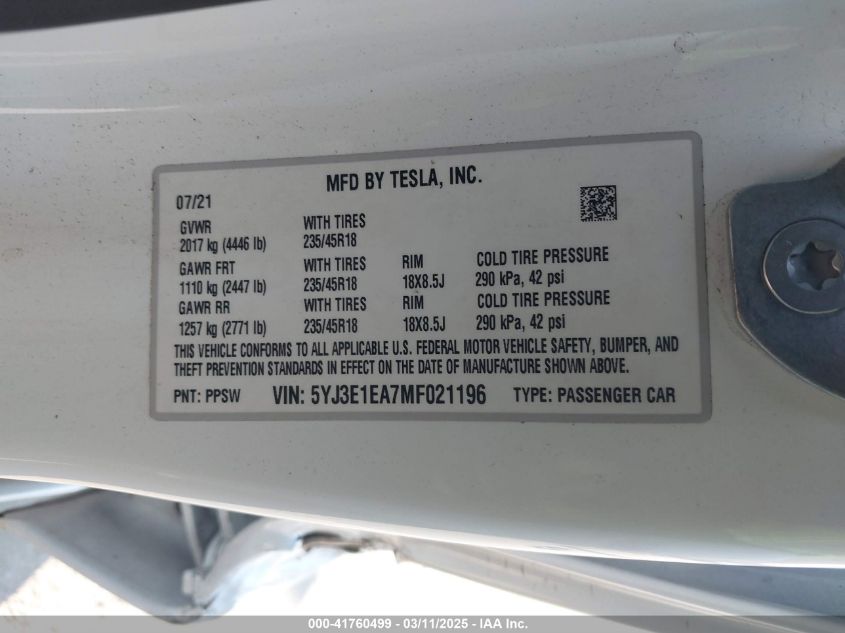 MFD BY TESLA, INC.
07/21
GVWR WITH TIRES
2017 kg (4446 lb) 235/45R18
GAWR FRT WITH TIRES RIM COLD TIRE PRESSURE
1110 kg (2447 lb) 235/45R18 18X8.5J 290 kPa, 42 psi
GAWR RR WITH TIRES RIM COLD TIRE PRESSURE
1257 kg (2771 lb) 235/45R18 18X8.5J 290 kPa, 42 psi
THIS VEHICLE CONFORMS TO ALL APPLICABLE U.S. FEDERAL MOTOR VEHICLE SAFETY, BUMPER, AND
THEFT PREVENTION STANDARDS IN EFFECT ON THE DATE OF MANUFACTURE SHOWN ABOVE.
PNT: PPSW VIN: 5YJ3E1EA7MF021196 TYPE: PASSENGER CAR
000-41760499 — 03/11/2025 - IAA Inc.